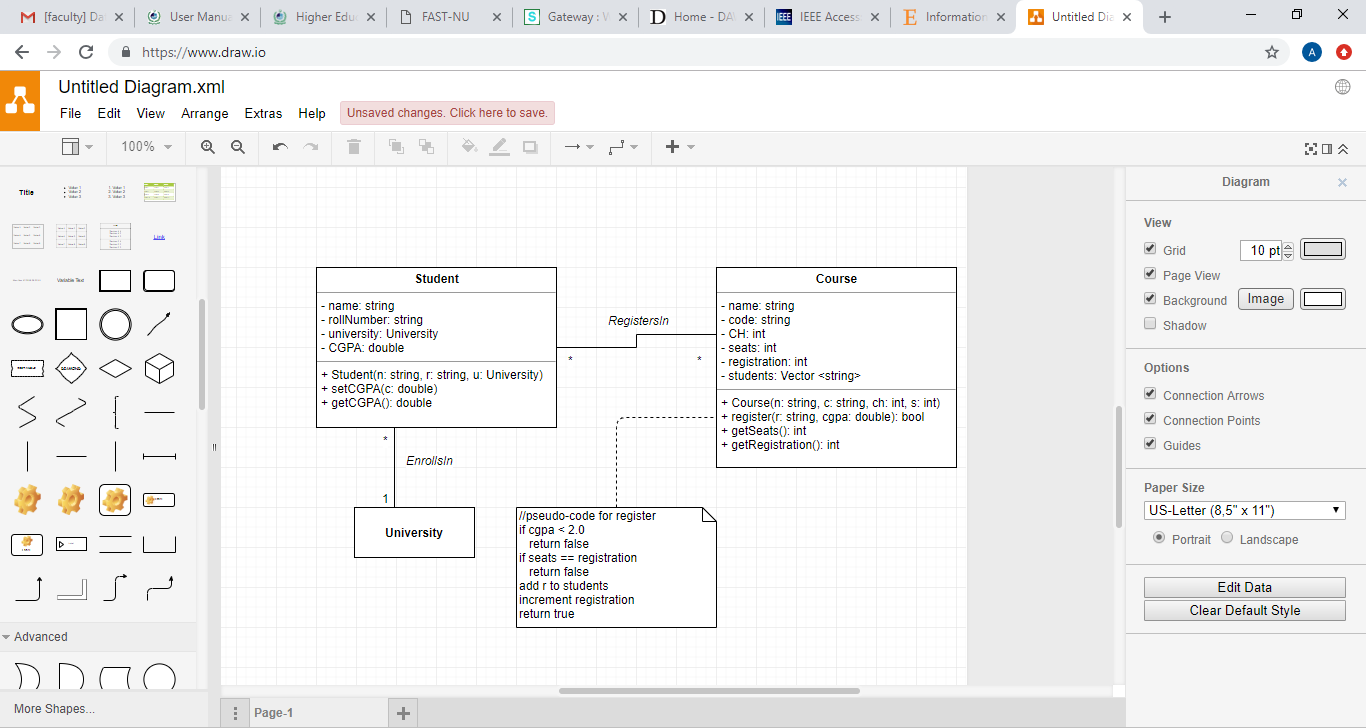 [faculty] Da
User Manua
Higher Edu
FAST-NU
Gateway : W
Home - DA
IEEE Access
Information
Untitled Dia
https://www.draw.io
A
Untitled Diagram.xml
File Edit View Arrange Extras Help Unsaved changes. Click here to save.
100%
Title
Link
Variable Text
Advanced
More Shapes...
Student
- name: string
- rollNumber: string
- university: University
- CGPA: double
+ Student(n: string, r: string, u: University)
+ setCGPA(c: double)
+ getCGPA(): double
RegistersIn
*
*
Course
- name: string
- code: string
- CH: int
- seats: int
- registration: int
- students: Vector <string>
+ Course(n: string, c: string, ch: int, s: int)
+ register(r: string, cgpa: double): bool
+ getSeats(): int
+ getRegistration(): int
*
EnrollsIn
1
University
//pseudo-code for register
if cgpa < 2.0
return false
if seats == registration
return false
add r to students
increment registration
return true
Page-1
Diagram
View
Grid 10 pt
Page View
Background Image
Shadow
Options
Connection Arrows
Connection Points
Guides
Paper Size
US-Letter (8,5" x 11")
Portrait Landscape
Edit Data
Clear Default Style